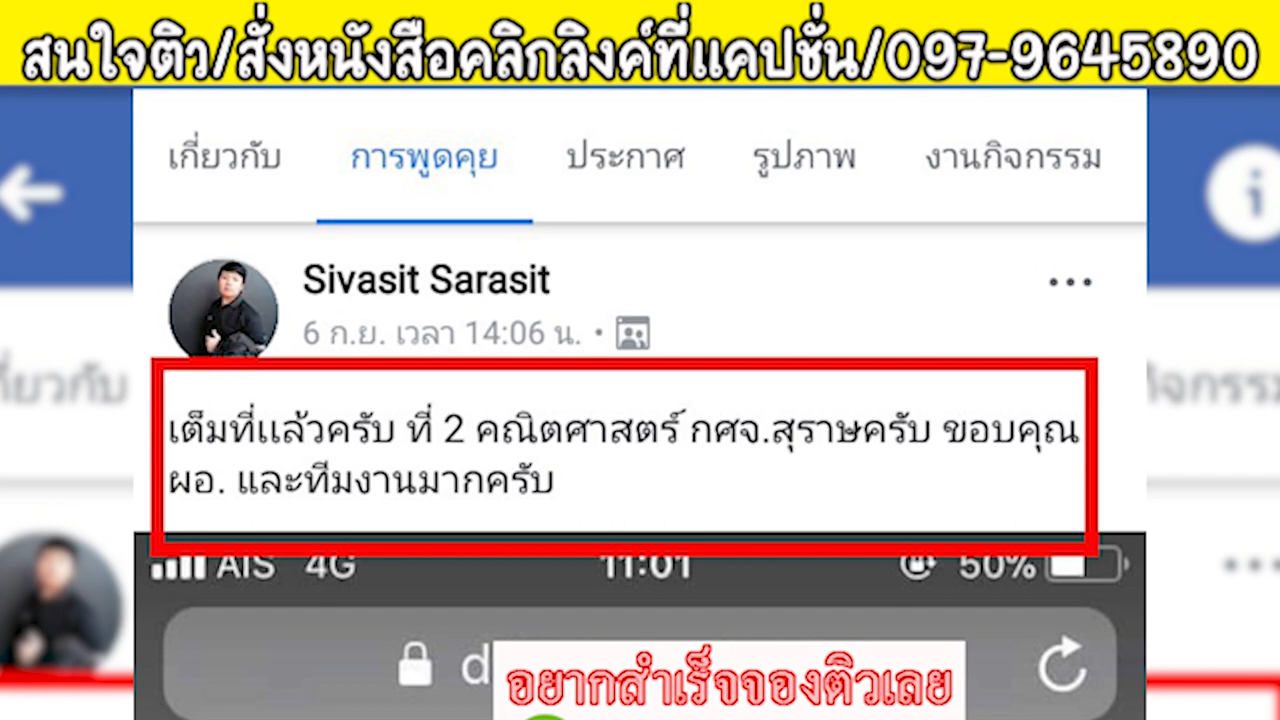 สนใจติว/สั่งหนังสือคลิกลิงค์ที่แคปชั่น/097-9645890
เกี่ยวกับ การพูดคุย ประกาศ รูปภาพ งานกิจกรรม
Sivasit Sarasit
6 ก.ย. เวลา 14:06 น.
เต็มที่แล้วครับ ที่ 2 คณิตศาสตร์ กศจ.สุราษครับ ขอบคุณ
ผอ. และทีมงานมากครับ
AIS 4G 11:01 50%
d
อยากสำเร็จจองติวเลย